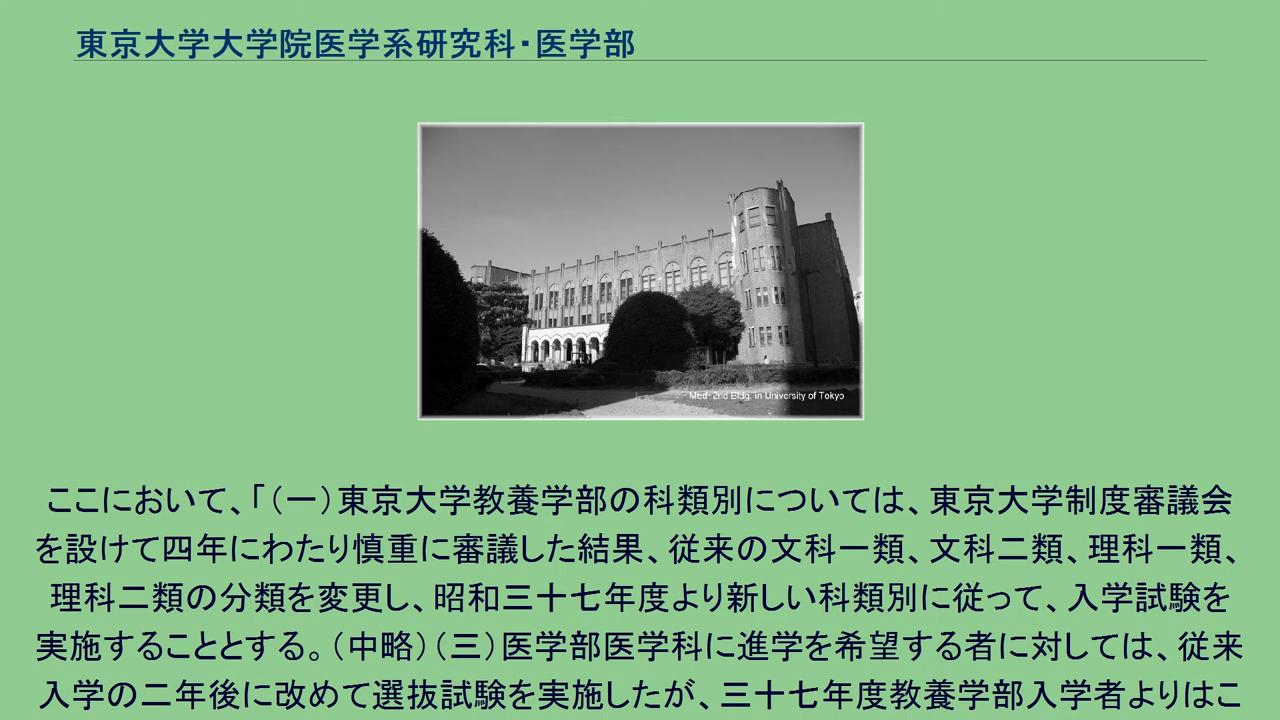 東京大学大学院医学系研究科・医学部
Med- 2nd Bldg. in University of Tokyo
ここにおいて、「(一)東京大学教養学部の科類別については、東京大学制度審議会
を設けて四年にわたり慎重に審議した結果、従来の文科一類、文科二類、理科一類、
理科二類の分類を変更し、昭和三十七年度より新しい科類別に従って、入学試験を
実施することとする。(中略)(三)医学部医学科に進学を希望する者に対しては、従来
入学の二年後に改めて選抜試験を実施したが、三十七年度教養学部入学者よりはこ